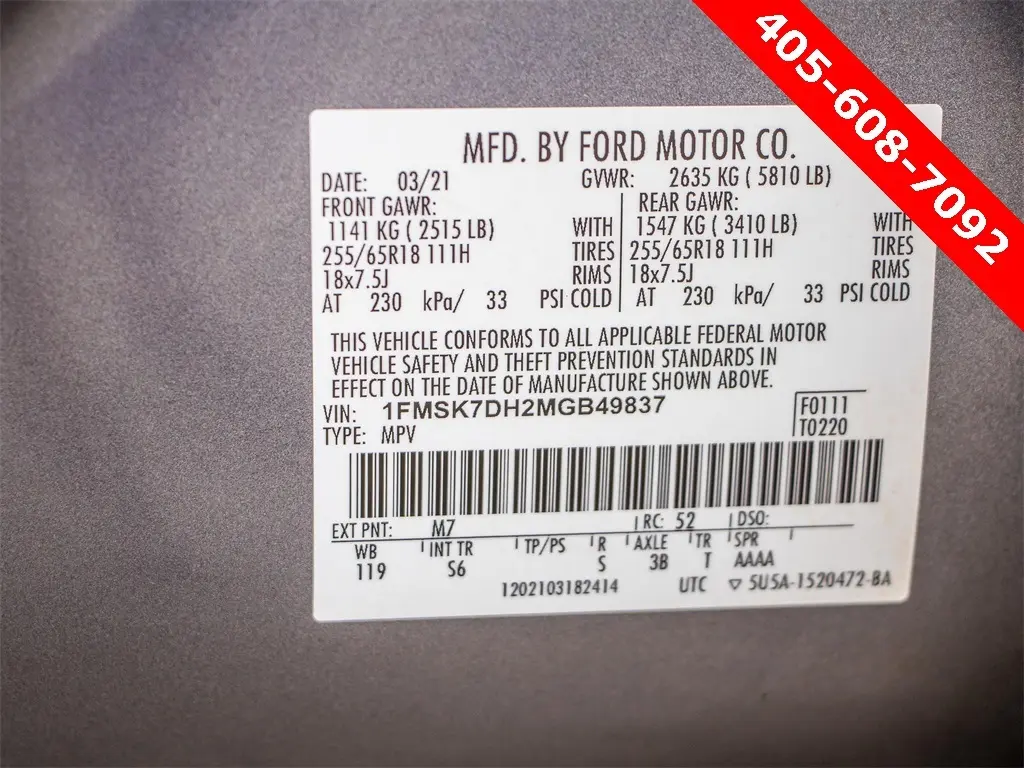 405-608-7092
MFD. BY FORD MOTOR CO.
DATE: 03/21 GVWR: 2635 KG ( 5810 LB)
FRONT GAWR: REAR GAWR:
1141 KG ( 2515 LB) WITH 1547 KG ( 3410 LB) WITH
255/65R18 111H TIRES 255/65R18 111H TIRES
18x7.5J RIMS 18x7.5J RIMS
AT 230 kPa/ 33 PSI COLD AT 230 kPa/ 33 PSI COLD
THIS VEHICLE CONFORMS TO ALL APPLICABLE FEDERAL MOTOR
VEHICLE SAFETY AND THEFT PREVENTION STANDARDS IN
EFFECT ON THE DATE OF MANUFACTURE SHOWN ABOVE.
VIN: 1FMSK7DH2MGB49837 F0111
TYPE: MPV T0220
EXT PNT: M7 RC: 52 DSO:
WB INT TR TP/PS R AXLE TR SPR
119 S6 S 3B T AAAA
1202103182414 UTC ▽ 5U5A-1520472-BA